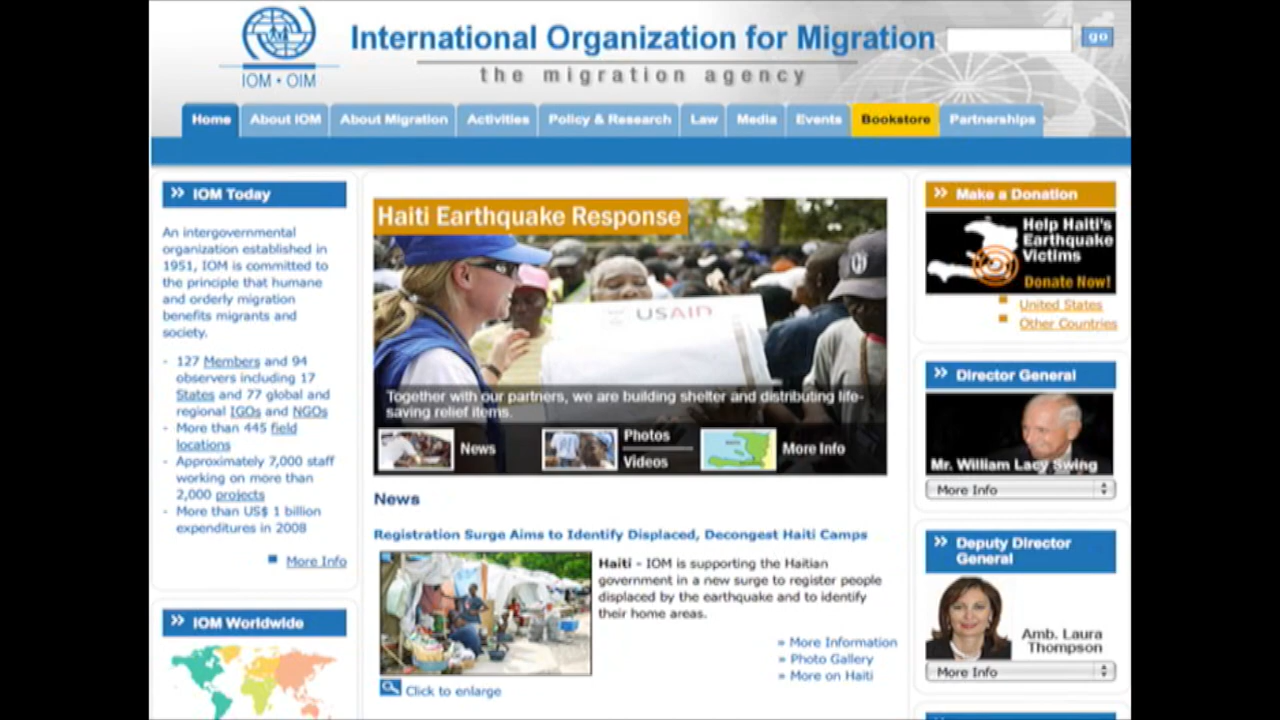 IOM • OIM
International Organization for Migration
the migration agency
go
Home
About IOM
About Migration
Activities
Policy & Research
Law
Media
Events
Bookstore
Partnerships
IOM Today
An intergovernmental
organization established in
1951, IOM is committed to
the principle that humane
and orderly migration
benefits migrants and
society.
- 127 Members and 94
observers including 17
States and 77 global and
regional IGOs and NGOs
- More than 445 field
locations
- Approximately 7,000 staff
working on more than
2,000 projects
- More than US$ 1 billion
expenditures in 2008
More Info
IOM Worldwide
Haiti Earthquake Response
USAID
Together with our partners, we are building shelter and distributing life-
saving relief items.
News
Photos
Videos
More Info
News
Registration Surge Aims to Identify Displaced, Decongest Haiti Camps
Haiti - IOM is supporting the Haitian
government in a new surge to register people
displaced by the earthquake and to identify
their home areas.
» More Information
» Photo Gallery
» More on Haiti
Click to enlarge
Make a Donation
Help Haiti's
Earthquake
Victims
Donate Now!
United States
Other Countries
Director General
Mr. William Lacy Swing
More Info
Deputy Director
General
Amb. Laura
Thompson
More Info